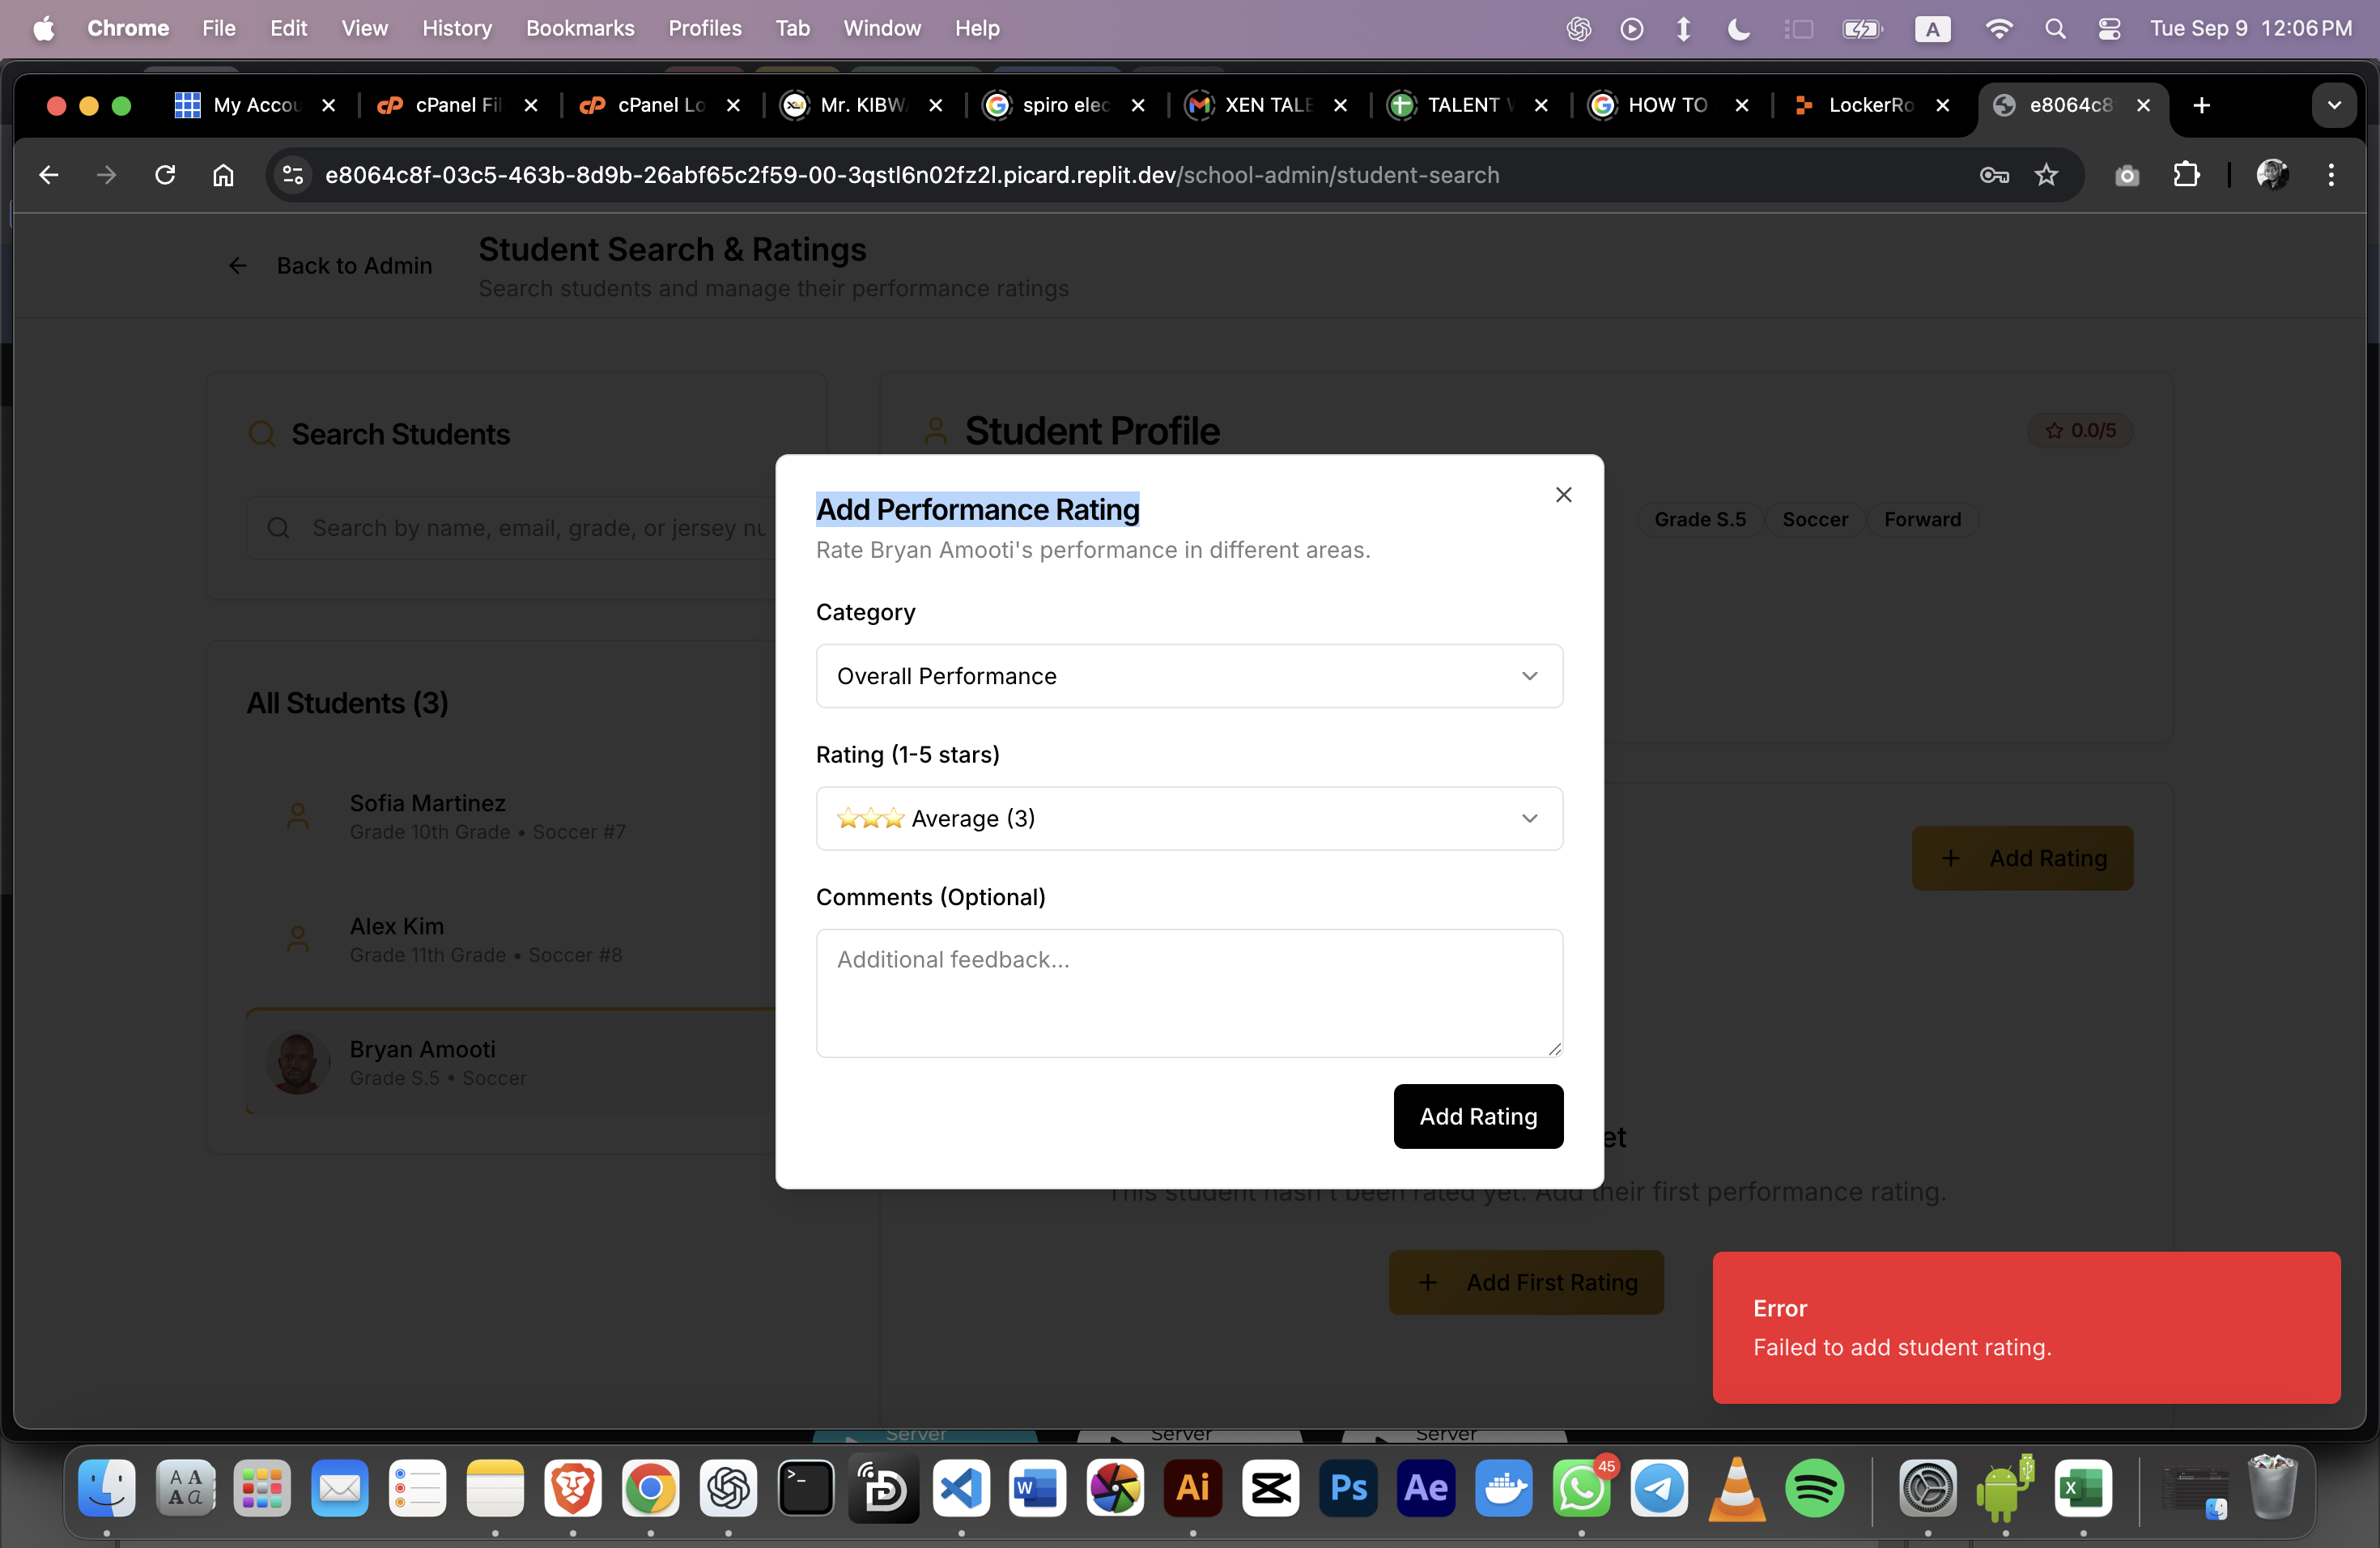 Chrome File Edit View History Bookmarks Profiles Tab Window Help A Tue Sep 9 12:06 PM
My Accou cPanel Fil cPanel Lo Mr. KIBW spiro elec XEN TALE TALENT HOW TO LockerRo e8064c8
e8064c8f-03c5-463b-8d9b-26abf65c2f59-00-3qstl6n02fz2l.picard.replit.dev/school-admin/student-search
Back to Admin
Student Search & Ratings
Search students and manage their performance ratings
Search Students
Search by name, email, grade, or jersey nu
All Students (3)
Sofia Martinez
Grade 10th Grade • Soccer #7
Alex Kim
Grade 11th Grade • Soccer #8
Bryan Amooti
Grade S.5 • Soccer
Student Profile
0.0/5
Grade S.5 Soccer Forward
Add Rating
Add Performance Rating
Rate Bryan Amooti's performance in different areas.
Category
Overall Performance
Rating (1-5 stars)
⭐⭐⭐ Average (3)
Comments (Optional)
Additional feedback...
Add Rating
et
This student hasn't been rated yet. Add their first performance rating.
Add First Rating
Error
Failed to add student rating.
Server Server Server
W Ai Ps Ae 45 X